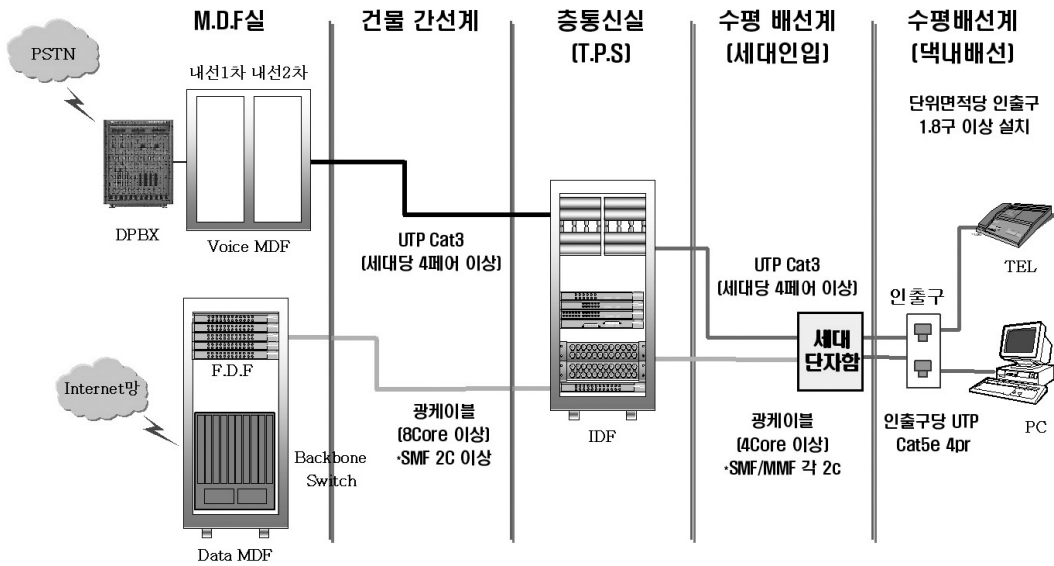 M.D.F실
건물 간선계
층통신실
(T.P.S)
수평 배선계
(세대인입)
수평배선계
(댁내배선)
PSTN
내선1차 내선2차
단위면적당 인출구
1.8구 이상 설치
DPBX
Voice MDF
UTP Cat3
(세대당 4페어 이상)
UTP Cat3
(세대당 4페어 이상)
TEL
인출구
세대
단자함
F.D.F
Internet망
Backbone
Switch
Data MDF
광케이블
(8Core 이상)
*SMF 2C 이상
IDF
광케이블
(4Core 이상)
*SMF/MMF 각 2c
인출구당 UTP
Cat5e 4pr
PC